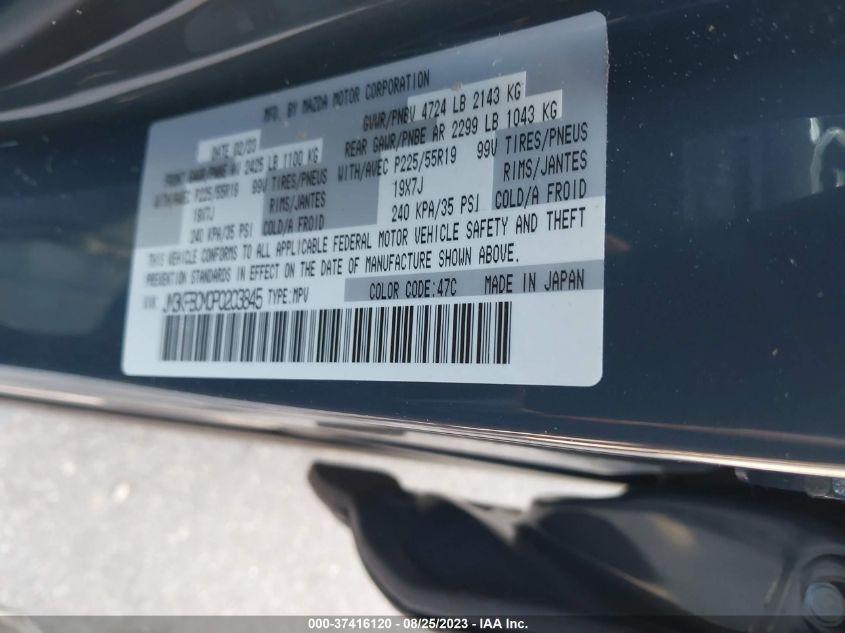 MFG. BY MAZDA MOTOR CORPORATION
DATE 02/23 GVWR/PNBV 4724 LB 2143 KG
FRONT GAWR/PNBE AV 2425 LB 1100 KG REAR GAWR/PNBE AR 2299 LB 1043 KG
WITH/AVEC P225/55R19 99V TIRES/PNEUS WITH/AVEC P225/55R19 99V TIRES/PNEUS
19X7J RIMS/JANTES 19X7J RIMS/JANTES
240 KPA/35 PSI COLD/A FROID 240 KPA/35 PSI COLD/A FROID
THIS VEHICLE CONFORMS TO ALL APPLICABLE FEDERAL MOTOR VEHICLE SAFETY AND THEFT
PREVENTION STANDARDS IN EFFECT ON THE DATE OF MANUFACTURE SHOWN ABOVE.
VIN: JM3KFBCM0P0203845 TYPE:MPV COLOR CODE:47C MADE IN JAPAN
000-37416120 - 08/25/2023 - IAA Inc.